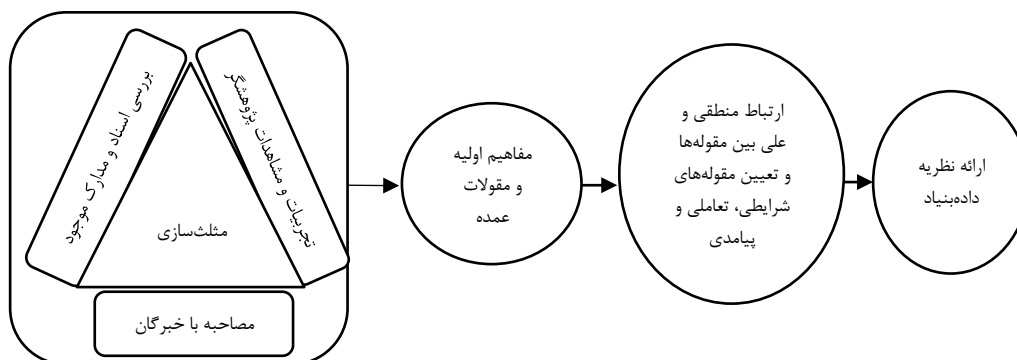 بررسی اسناد و مدارک موجود
تجربیات و مشاهدات پژوهشگر
مثلث‌سازی
مصاحبه با خبرگان
مفاهیم اولیه
و مقولات
عمده
ارتباط منطقی و
علی بین مقوله‌ها
و تعیین مقوله‌های
شرایطی، تعاملی و
پیامدی
ارائه نظریه
داده‌بنیاد